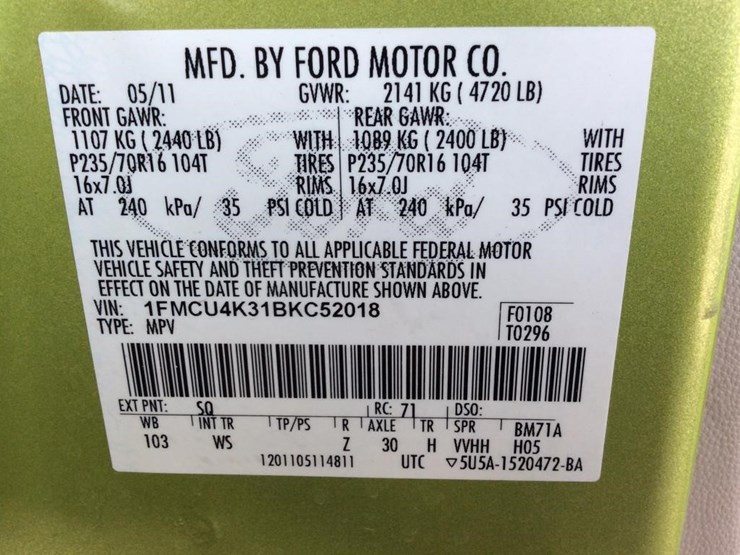 MFD. BY FORD MOTOR CO.
DATE: 05/11 GVWR: 2141 KG ( 4720 LB)
FRONT GAWR: REAR GAWR:
1107 KG ( 2440 LB) WITH 1089 KG ( 2400 LB) WITH
P235/70R16 104T TIRES P235/70R16 104T TIRES
16x7.0J RIMS 16x7.0J RIMS
AT 240 kPa/ 35 PSI COLD AT 240 kPa/ 35 PSI COLD
THIS VEHICLE CONFORMS TO ALL APPLICABLE FEDERAL MOTOR
VEHICLE SAFETY AND THEFT PREVENTION STANDARDS IN
EFFECT ON THE DATE OF MANUFACTURE SHOWN ABOVE.
VIN: 1FMCU4K31BKC52018 F0108
TYPE: MPV T0296
EXT PNT: SQ RC: 71 DSO:
WB INT TR TP/PS R AXLE TR SPR BM71A
103 WS Z 30 H VVHH H05
1201105114811 UTC ▽5U5A-1520472-BA